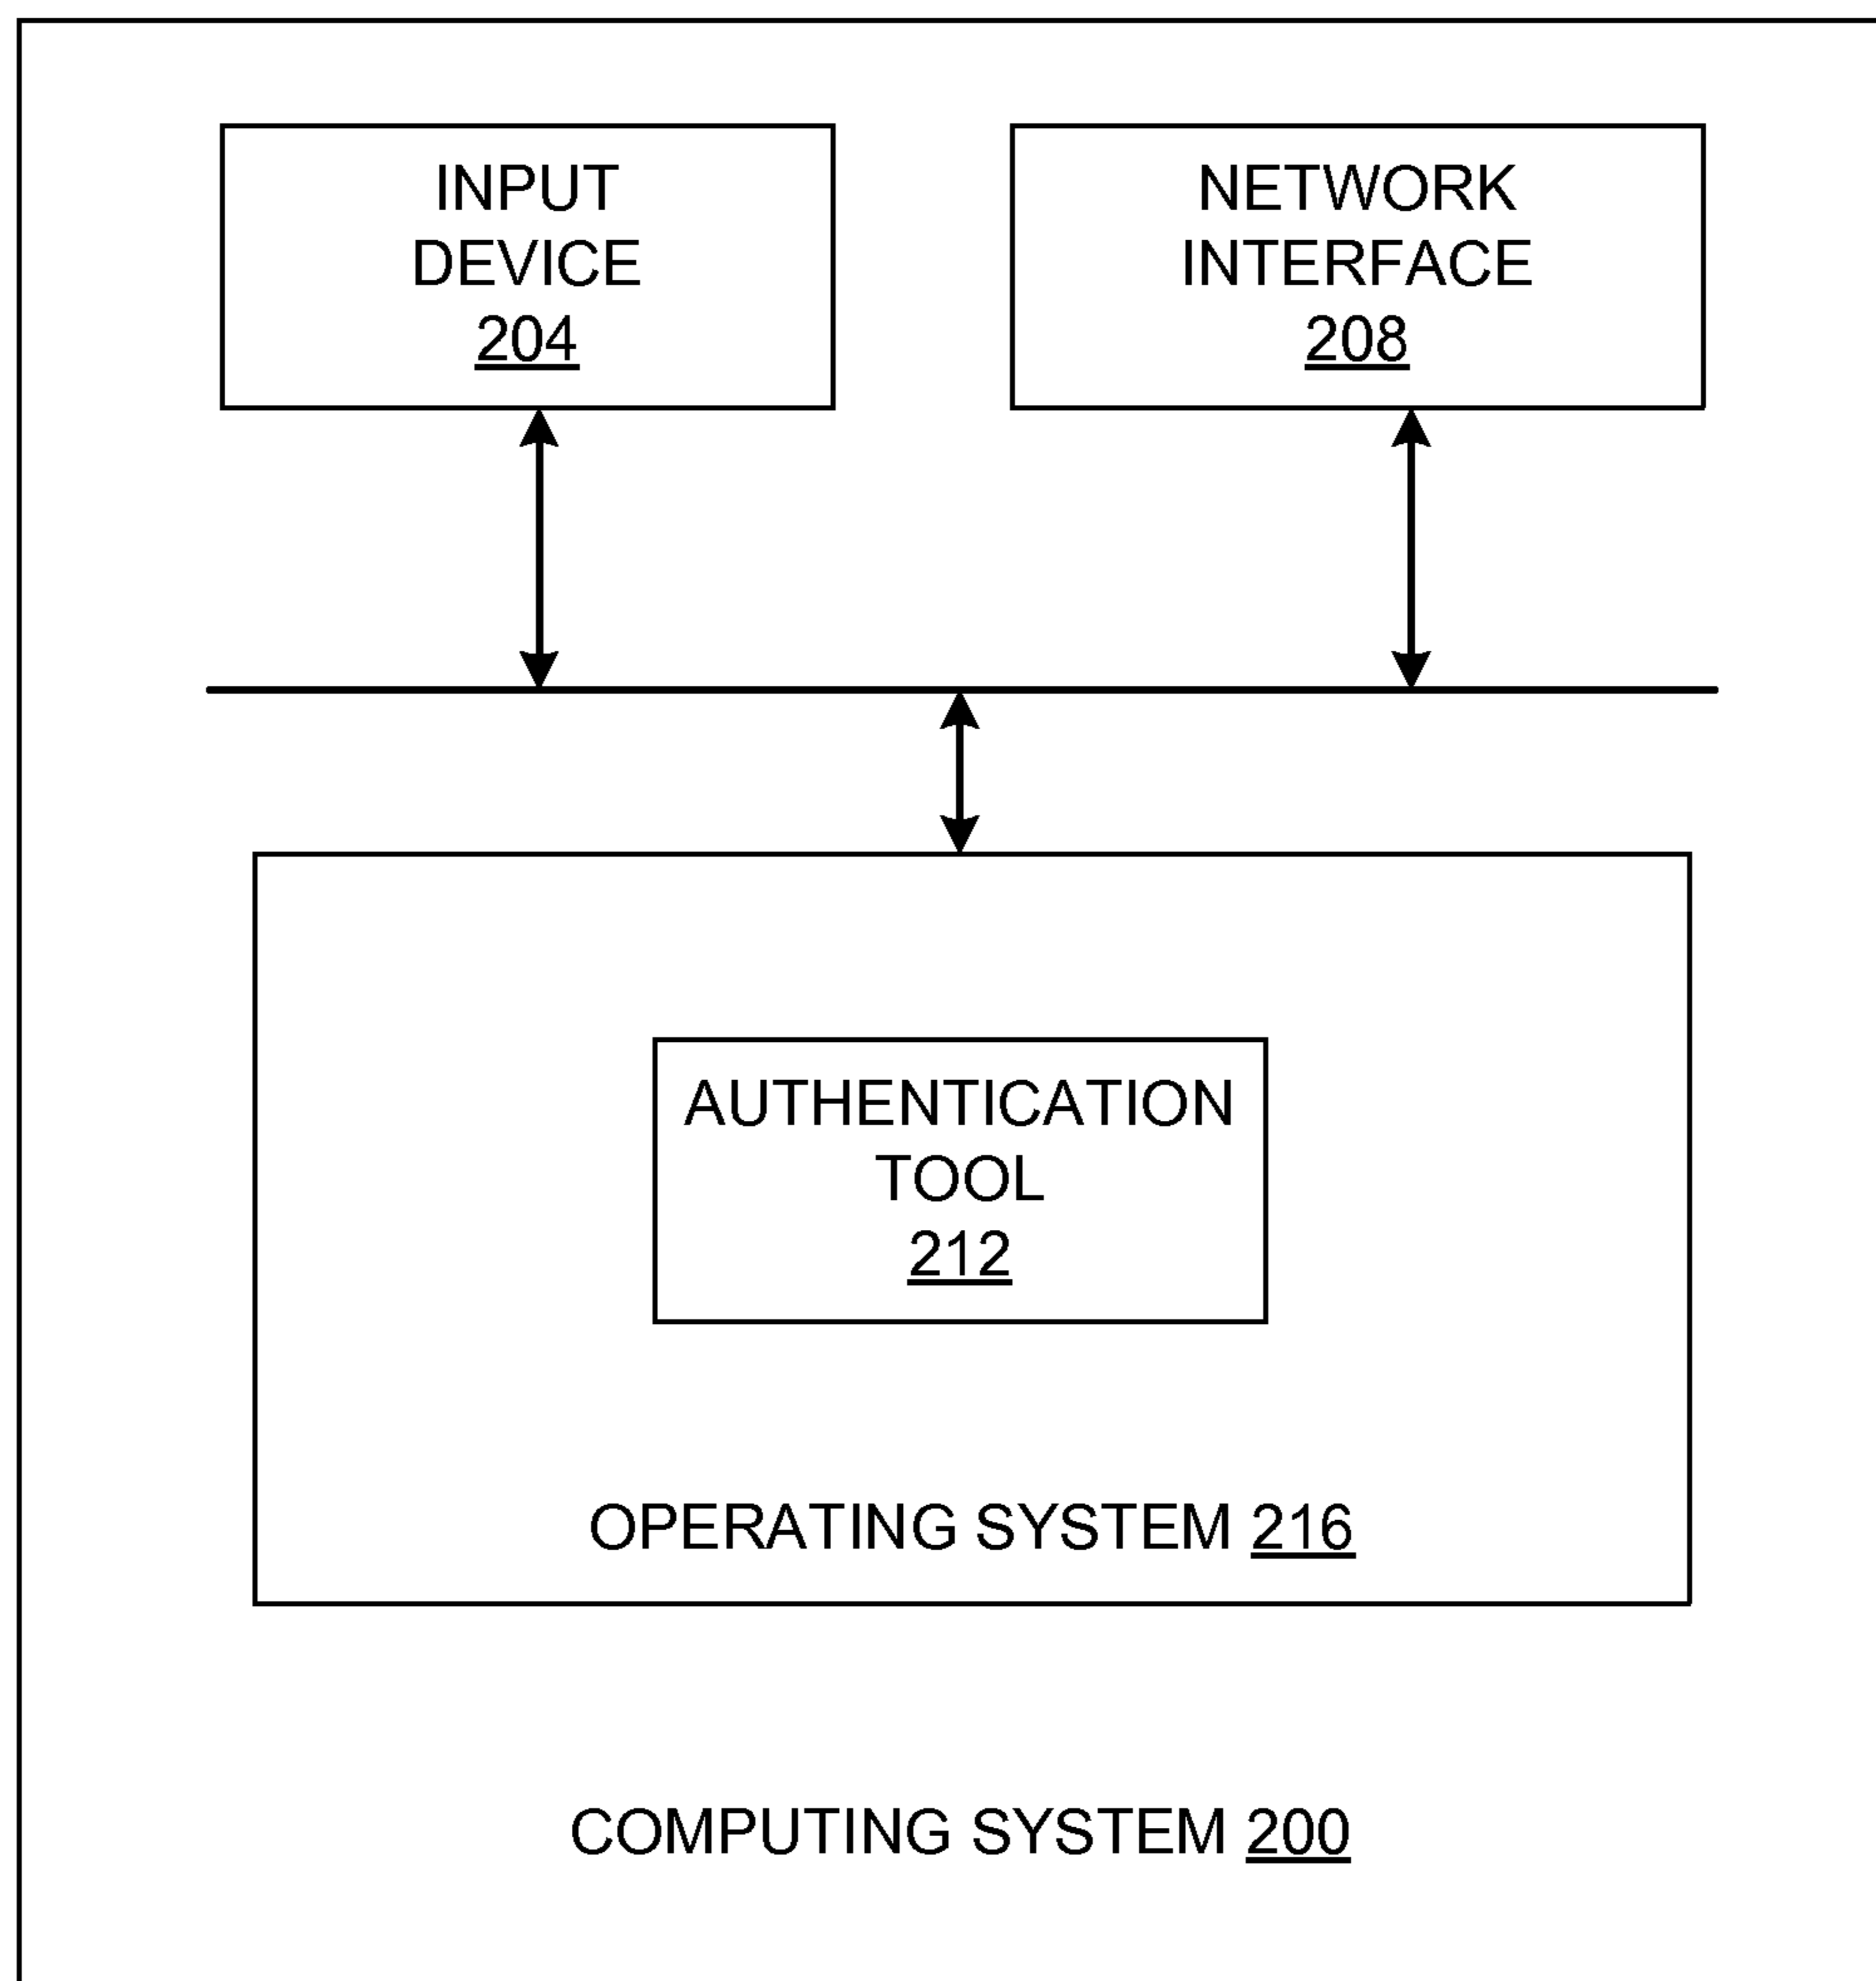 INPUT
DEVICE
204
NETWORK
INTERFACE
208
AUTHENTICATION
TOOL
212
OPERATING SYSTEM 216
COMPUTING SYSTEM 200